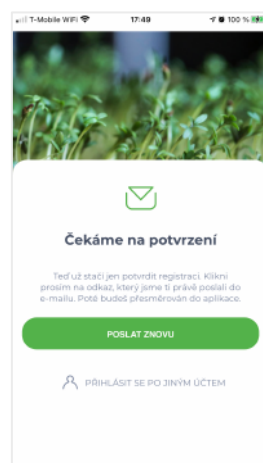 T-Mobile WiFi 17:49 100 %
Čekáme na potvrzení
Teď už stačí jen potvrdit registraci. Klikni
prosím na odkaz, který jsme ti právě poslali do
e-mailu. Poté budeš přesměrován do aplikace.
POSLAT ZNOVU
PŘIHLÁSIT SE PO JINÝM ÚČTEM